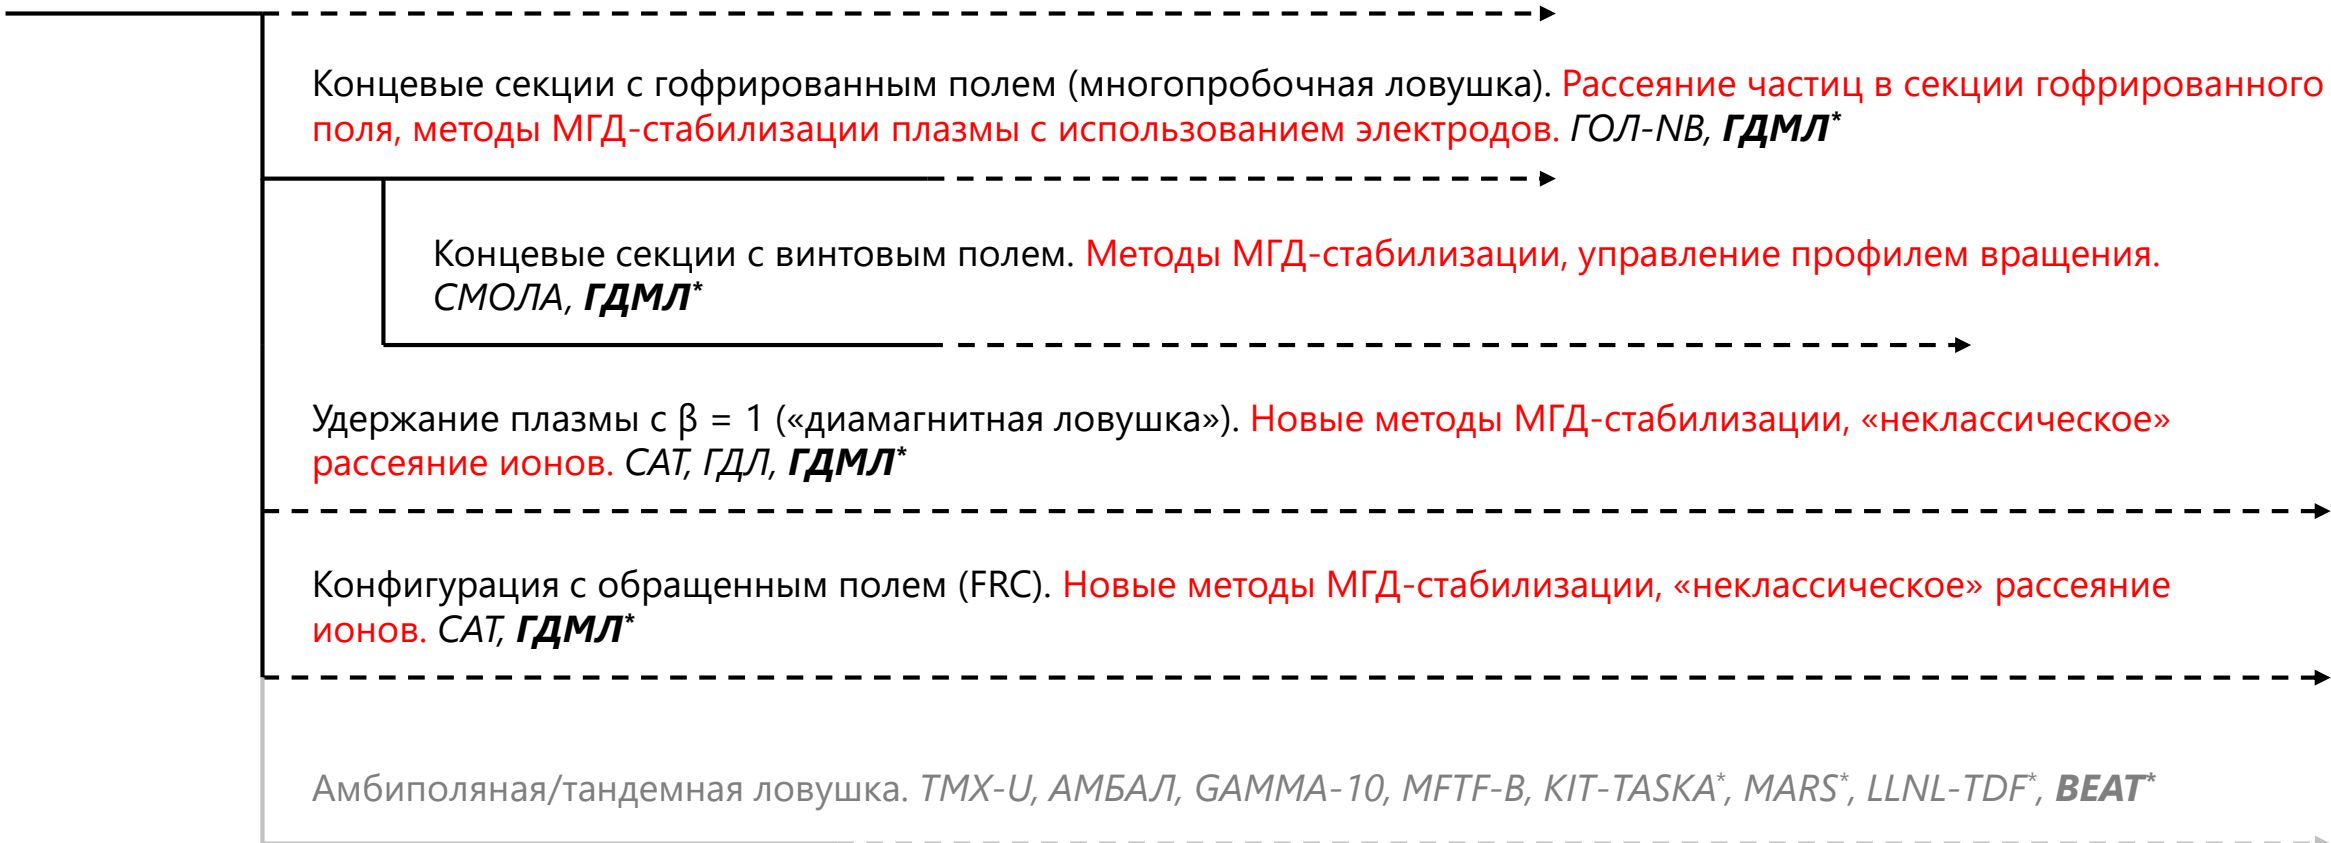 Концевые секции с гофрированным полем (многопробочная ловушка). Рассеяние частиц в секции гофрированного
поля, методы МГД-стабилизации плазмы с использованием электродов. ГОЛ-NB, ГДМЛ*
Концевые секции с винтовым полем. Методы МГД-стабилизации, управление профилем вращения.
СМОЛА, ГДМЛ*
Удержание плазмы с β = 1 («диамагнитная ловушка»). Новые методы МГД-стабилизации, «неклассическое»
рассеяние ионов. САТ, ГДЛ, ГДМЛ*
Конфигурация с обращенным полем (FRC). Новые методы МГД-стабилизации, «неклассическое» рассеяние
ионов. САТ, ГДМЛ*
Амбиполяная/тандемная ловушка. TMX-U, АМБАЛ, GAMMA-10, MFTF-B, KIT-TASKA*, MARS*, LLNL-TDF*, BEAT*